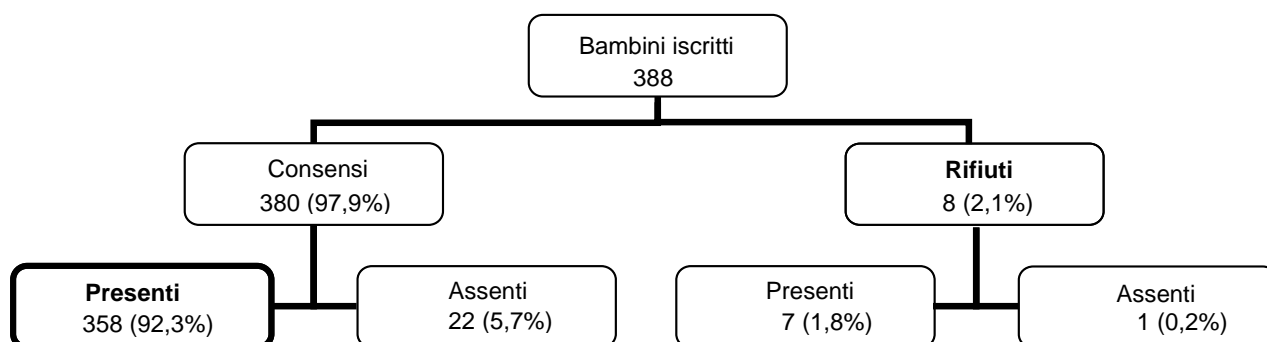 Bambini iscritti
388
Consensi
380 (97,9%)
Rifiuti
8 (2,1%)
Presenti
358 (92,3%)
Assenti
22 (5,7%)
Presenti
7 (1,8%)
Assenti
1 (0,2%)